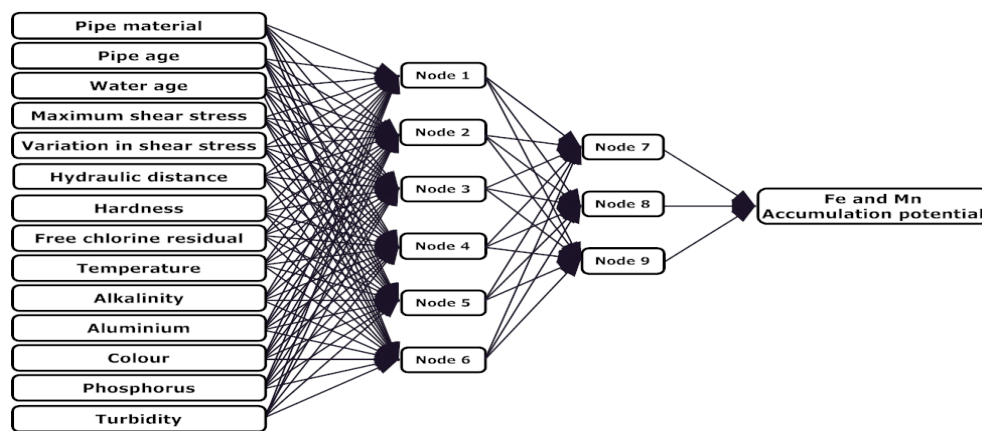 Pipe material
Pipe age
Water age
Maximum shear stress
Variation in shear stress
Hydraulic distance
Hardness
Free chlorine residual
Temperature
Alkalinity
Aluminium
Colour
Phosphorus
Turbidity
Node 1
Node 2
Node 3
Node 4
Node 5
Node 6
Node 7
Node 8
Node 9
Fe and Mn
Accumulation potential